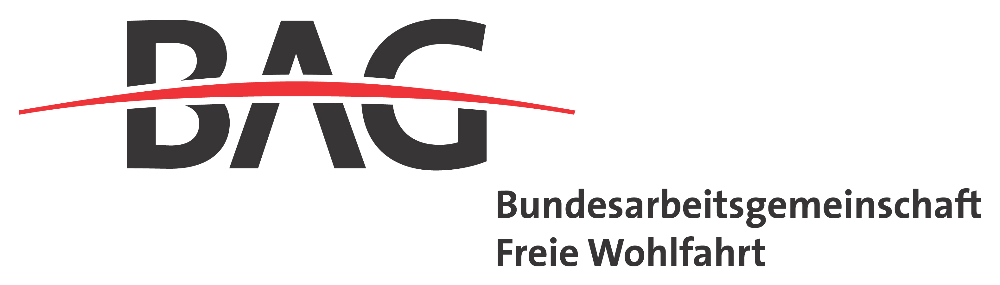 BAG
Bundesarbeitsgemeinschaft
Freie Wohlfahrt